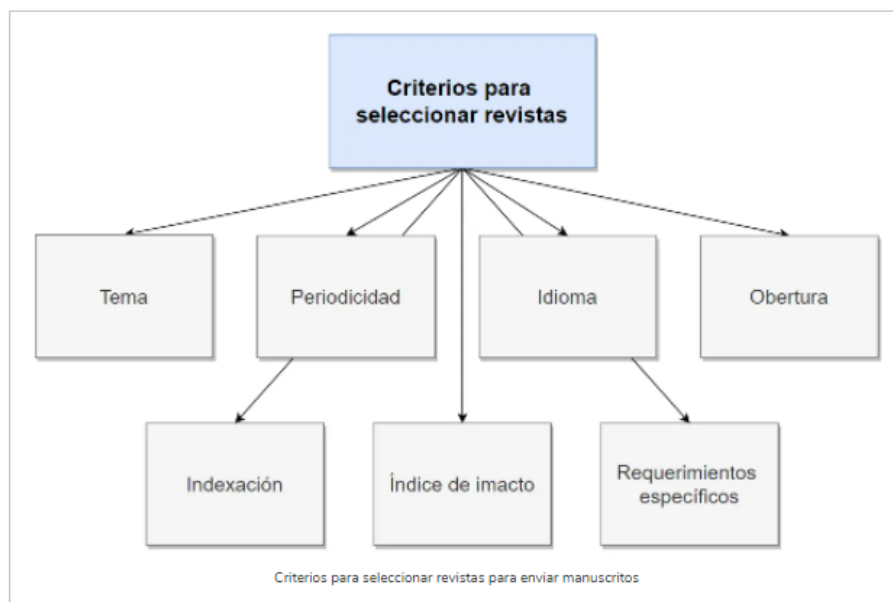 Criterios para
seleccionar revistas
Tema
Periodicidad
Idioma
Obertura
Indexación
Índice de imacto
Requerimientos
específicos
Criterios para seleccionar revistas para enviar manuscritos